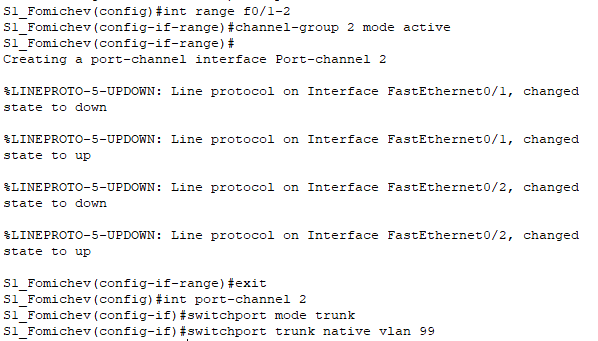 S1_Fomichev(config)#int range f0/1-2
S1_Fomichev(config-if-range)#channel-group 2 mode active
S1_Fomichev(config-if-range)#
Creating a port-channel interface Port-channel 2
%LINEPROTO-5-UPDOWN: Line protocol on Interface FastEthernet0/1, changed
state to down
%LINEPROTO-5-UPDOWN: Line protocol on Interface FastEthernet0/1, changed
state to up
%LINEPROTO-5-UPDOWN: Line protocol on Interface FastEthernet0/2, changed
state to down
%LINEPROTO-5-UPDOWN: Line protocol on Interface FastEthernet0/2, changed
state to up
S1_Fomichev(config-if-range)#exit
S1_Fomichev(config)#int port-channel 2
S1_Fomichev(config-if)#switchport mode trunk
S1_Fomichev(config-if)#switchport trunk native vlan 99